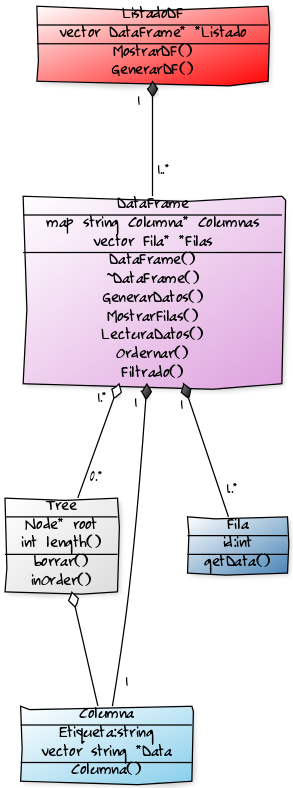 ListadoDF
vector DataFrame* *Listado
MostrarDF()
GenerarDF()
1
1..*
DataFrame
map string Columna* Columnas
vector Fila* *Filas
DataFrame()
~DataFrame()
GenerarDatos()
MostrarFilas()
LecturaDatos()
Ordernar()
Filtrado()
1.* 1 1
0..* 1..*
Tree
Node* root
int length()
borrar()
inOrder()
Fila
id:int
getData()
1
Columna
Etiqueta:string
vector string *Data
Columna()